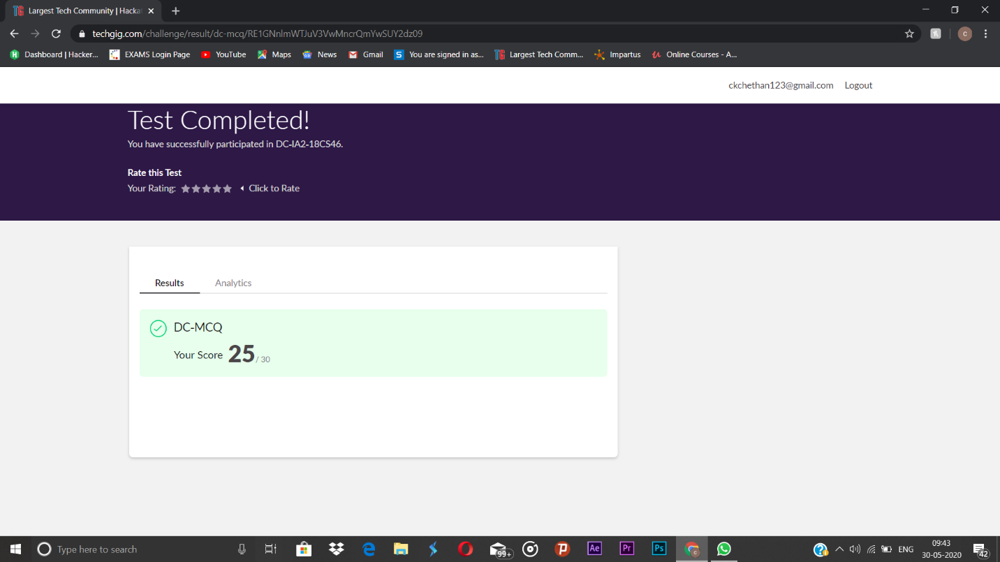 Largest Tech Community | Hacka
techgig.com/challenge/result/dc-mcq/RE1GNnlmWTJuV3VwMncrQmYwSUY2dz09
C
Dashboard | Hacker... EXAMS Login Page YouTube Maps News Gmail S You are signed in as... Largest Tech Comm... Impartus Online Courses - A...
ckchethan123@gmail.com Logout
Test Completed!
You have successfully participated in DC-IA2-18CS46.
Rate this Test
Your Rating: Click to Rate
Results Analytics
DC-MCQ
Your Score 25 / 30
Type here to search
99+
Ae Pr Ps
ENG
09:43
30-05-2020
42